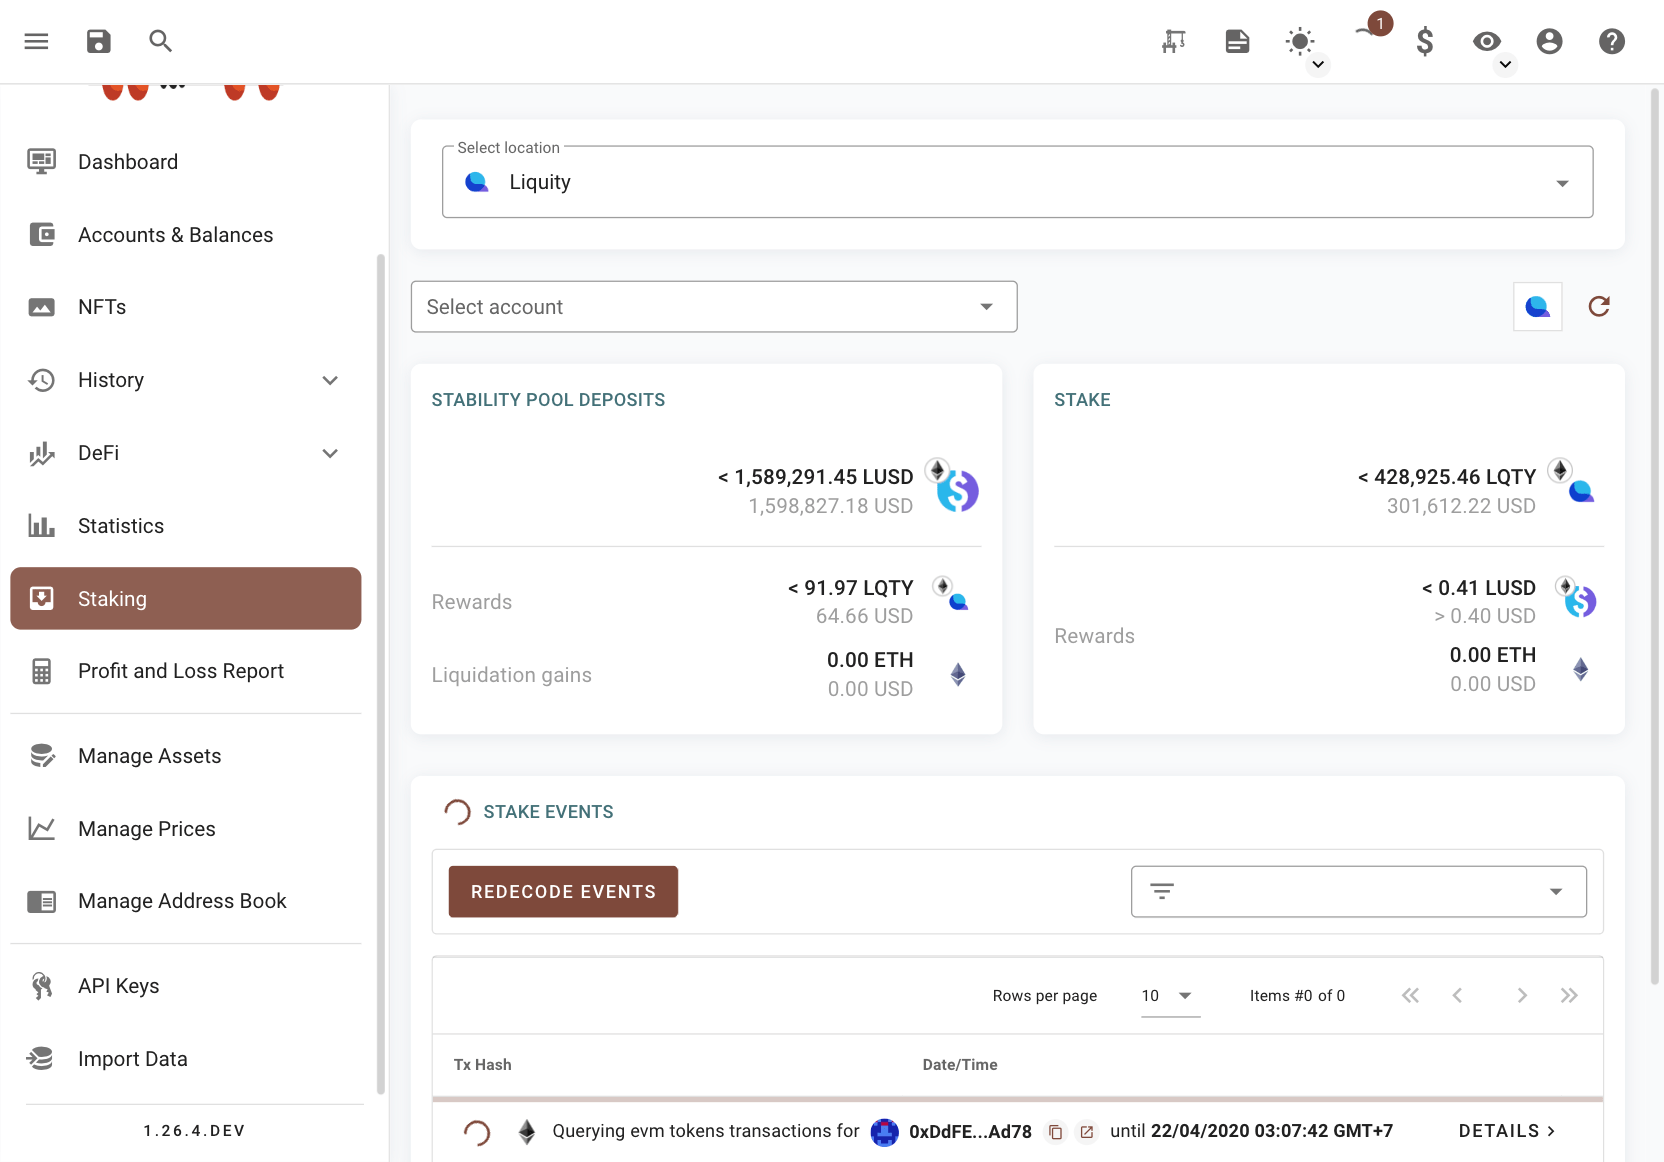 1
Dashboard
Accounts & Balances
NFTs
History
DeFi
Statistics
Staking
Profit and Loss Report
Manage Assets
Manage Prices
Manage Address Book
API Keys
Import Data
1.26.4.DEV
Select location
Liquity
Select account
STABILITY POOL DEPOSITS
< 1,589,291.45 LUSD
1,598,827.18 USD
Rewards
< 91.97 LQTY
64.66 USD
Liquidation gains
0.00 ETH
0.00 USD
STAKE
< 428,925.46 LQTY
301,612.22 USD
Rewards
< 0.41 LUSD
> 0.40 USD
0.00 ETH
0.00 USD
STAKE EVENTS
REDECODE EVENTS
Rows per page 10 Items #0 of 0
Tx Hash Date/Time
Querying evm tokens transactions for 0xDdFE...Ad78 until 22/04/2020 03:07:42 GMT+7 DETAILS